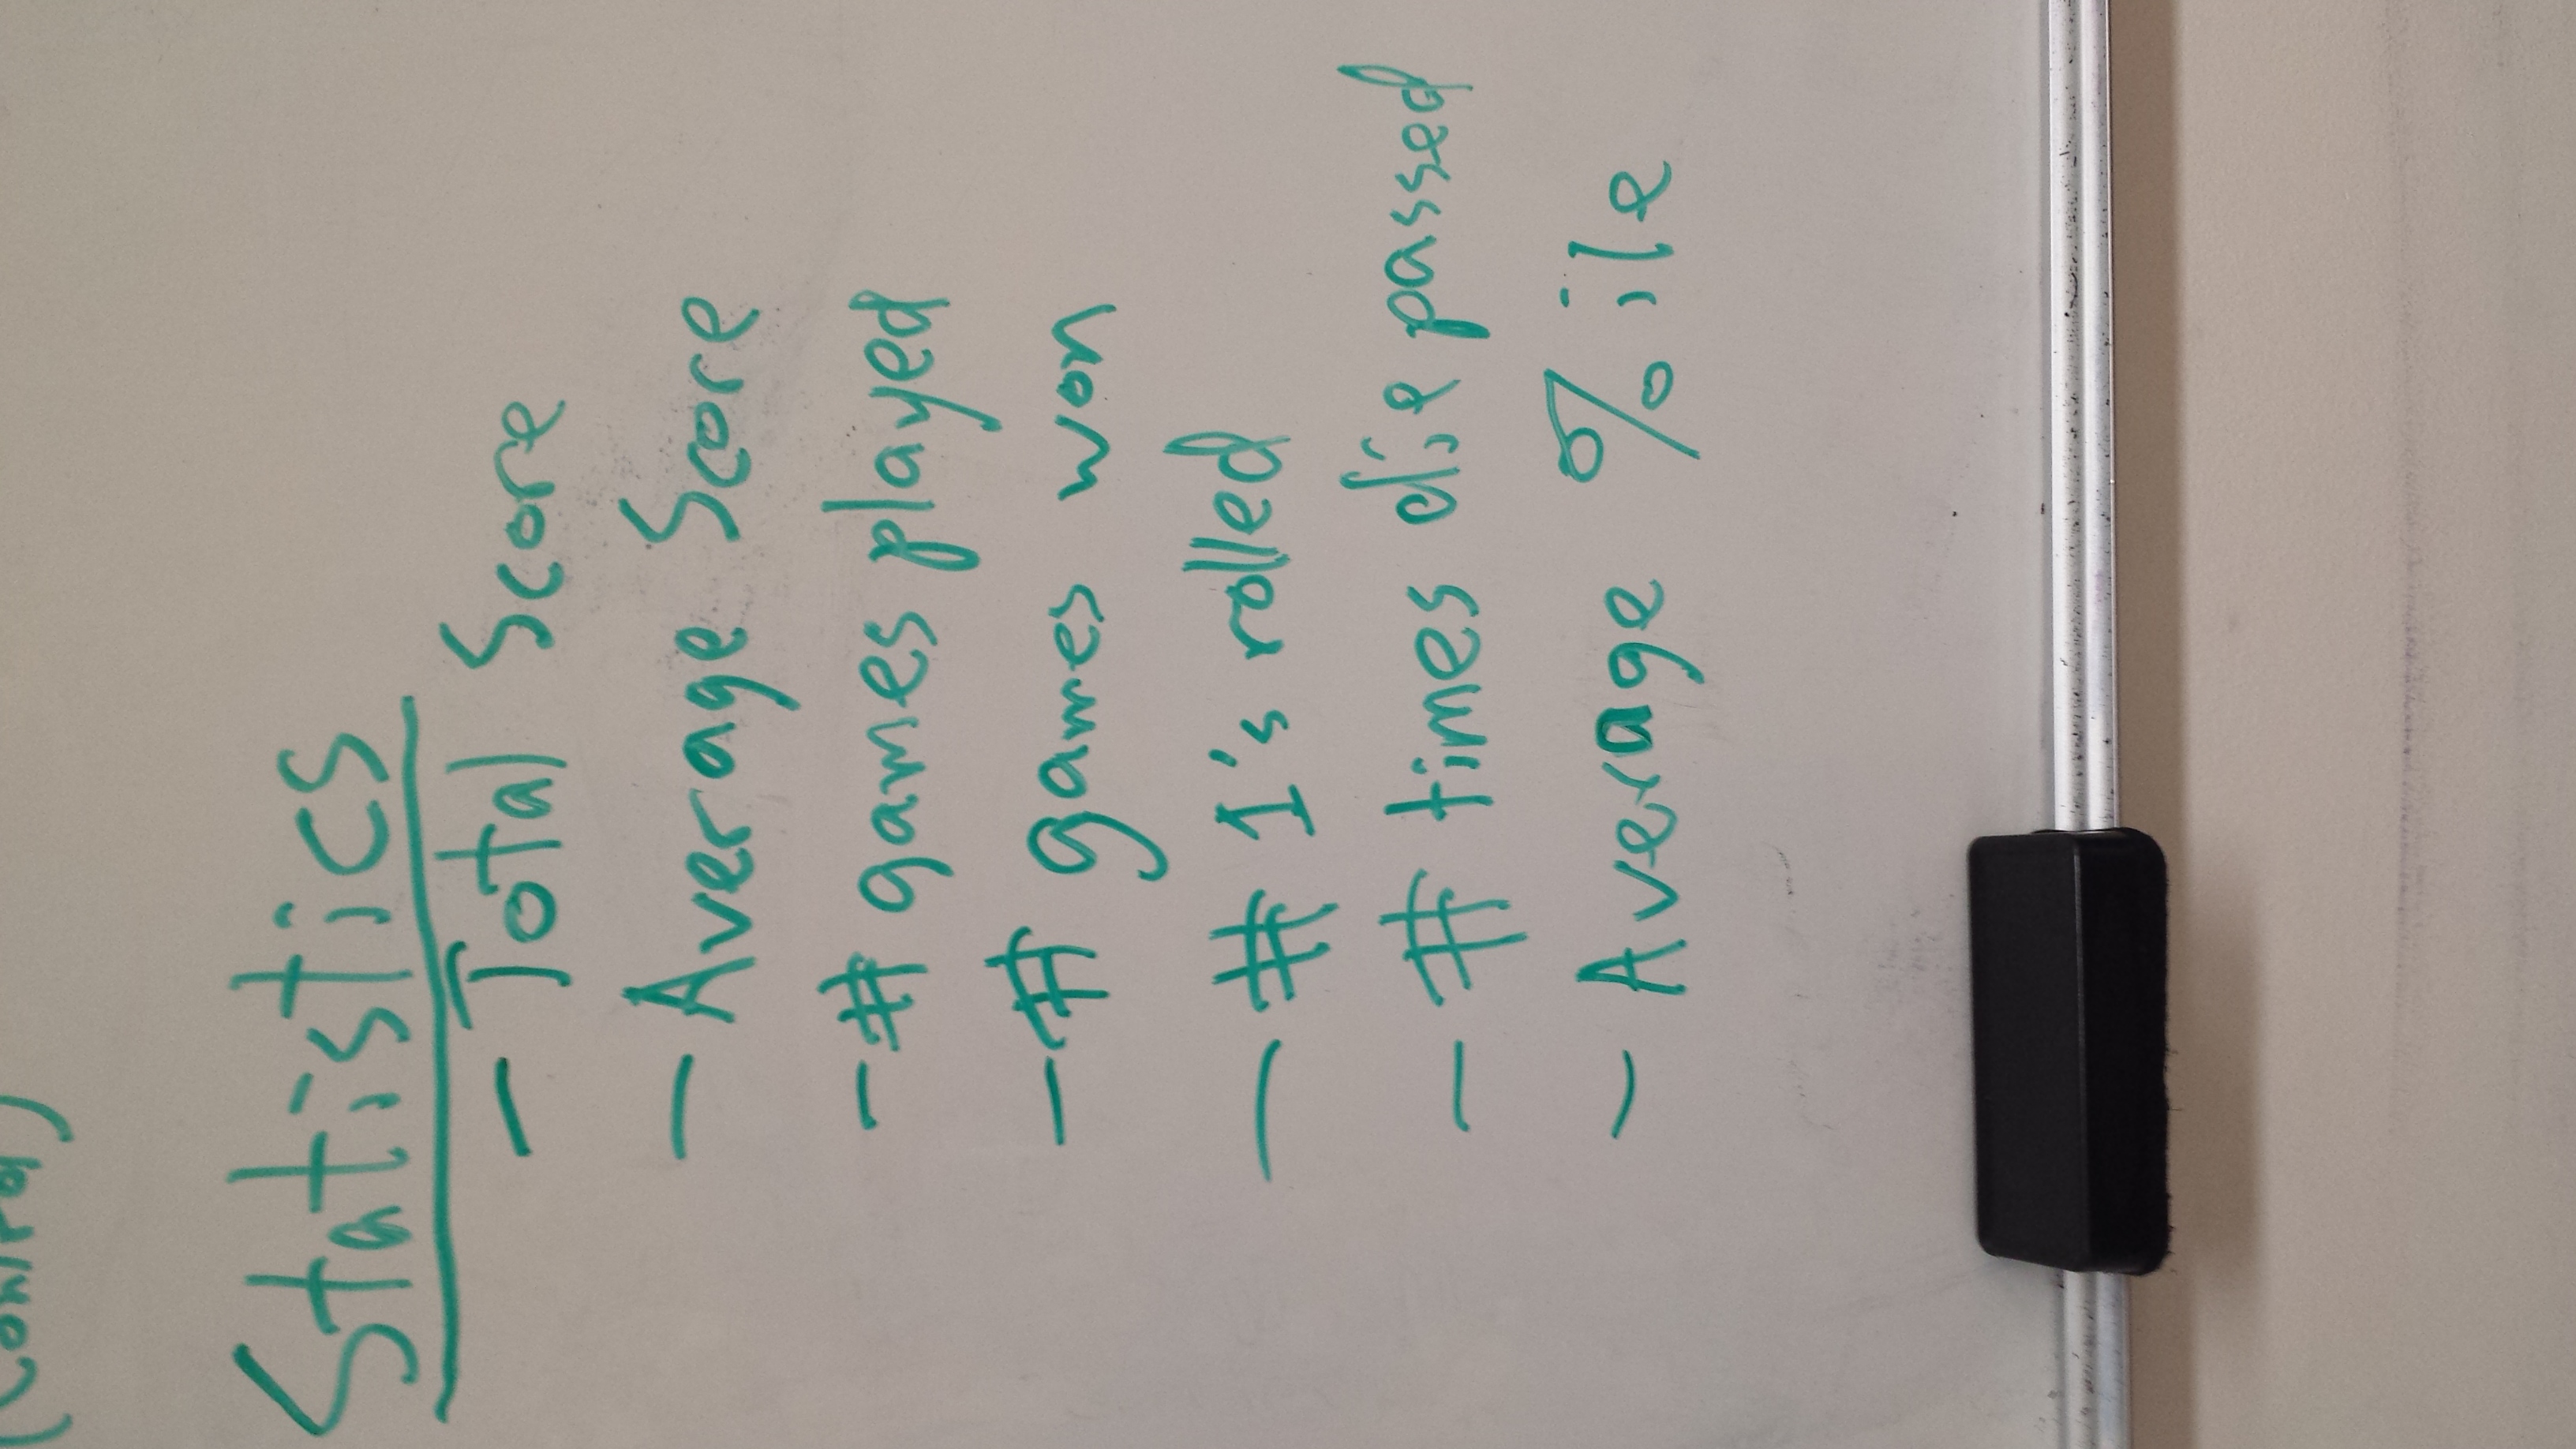 (Control)
Statistics
- Total Score
- Average Score
- # games played
- # games won
- # 1's rolled
- # times die passed
- Average %ile